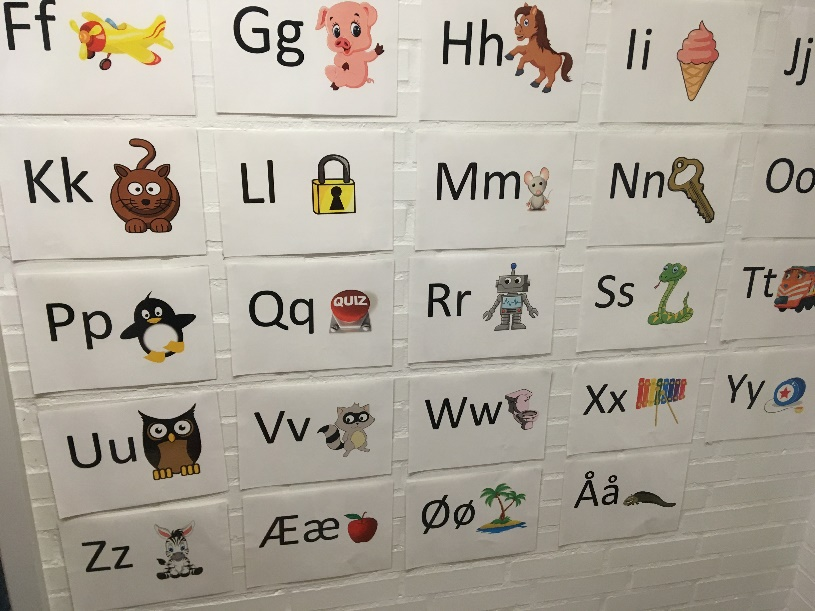 Ff
Gg
Hh
Ii
Jj
Kk
Ll
Mm
Nn
Oo
Pp
Qq
QUIZ
Rr
Ss
Tt
Uu
Vv
Ww
Xx
Yy
Zz
Ææ
Øø
Åå